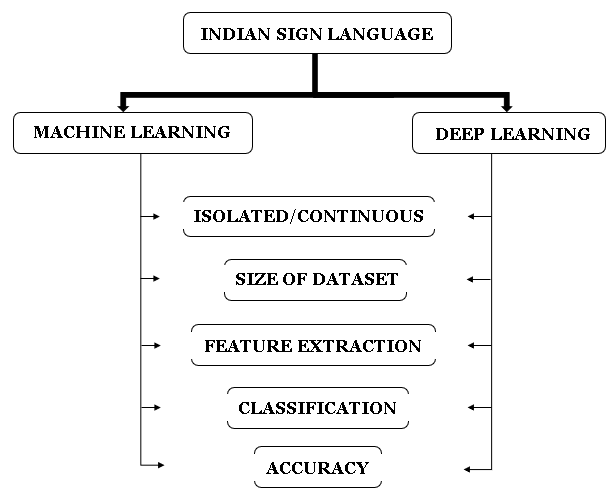 INDIAN SIGN LANGUAGE
MACHINE LEARNING
DEEP LEARNING
ISOLATED/CONTINUOUS
SIZE OF DATASET
FEATURE EXTRACTION
CLASSIFICATION
ACCURACY